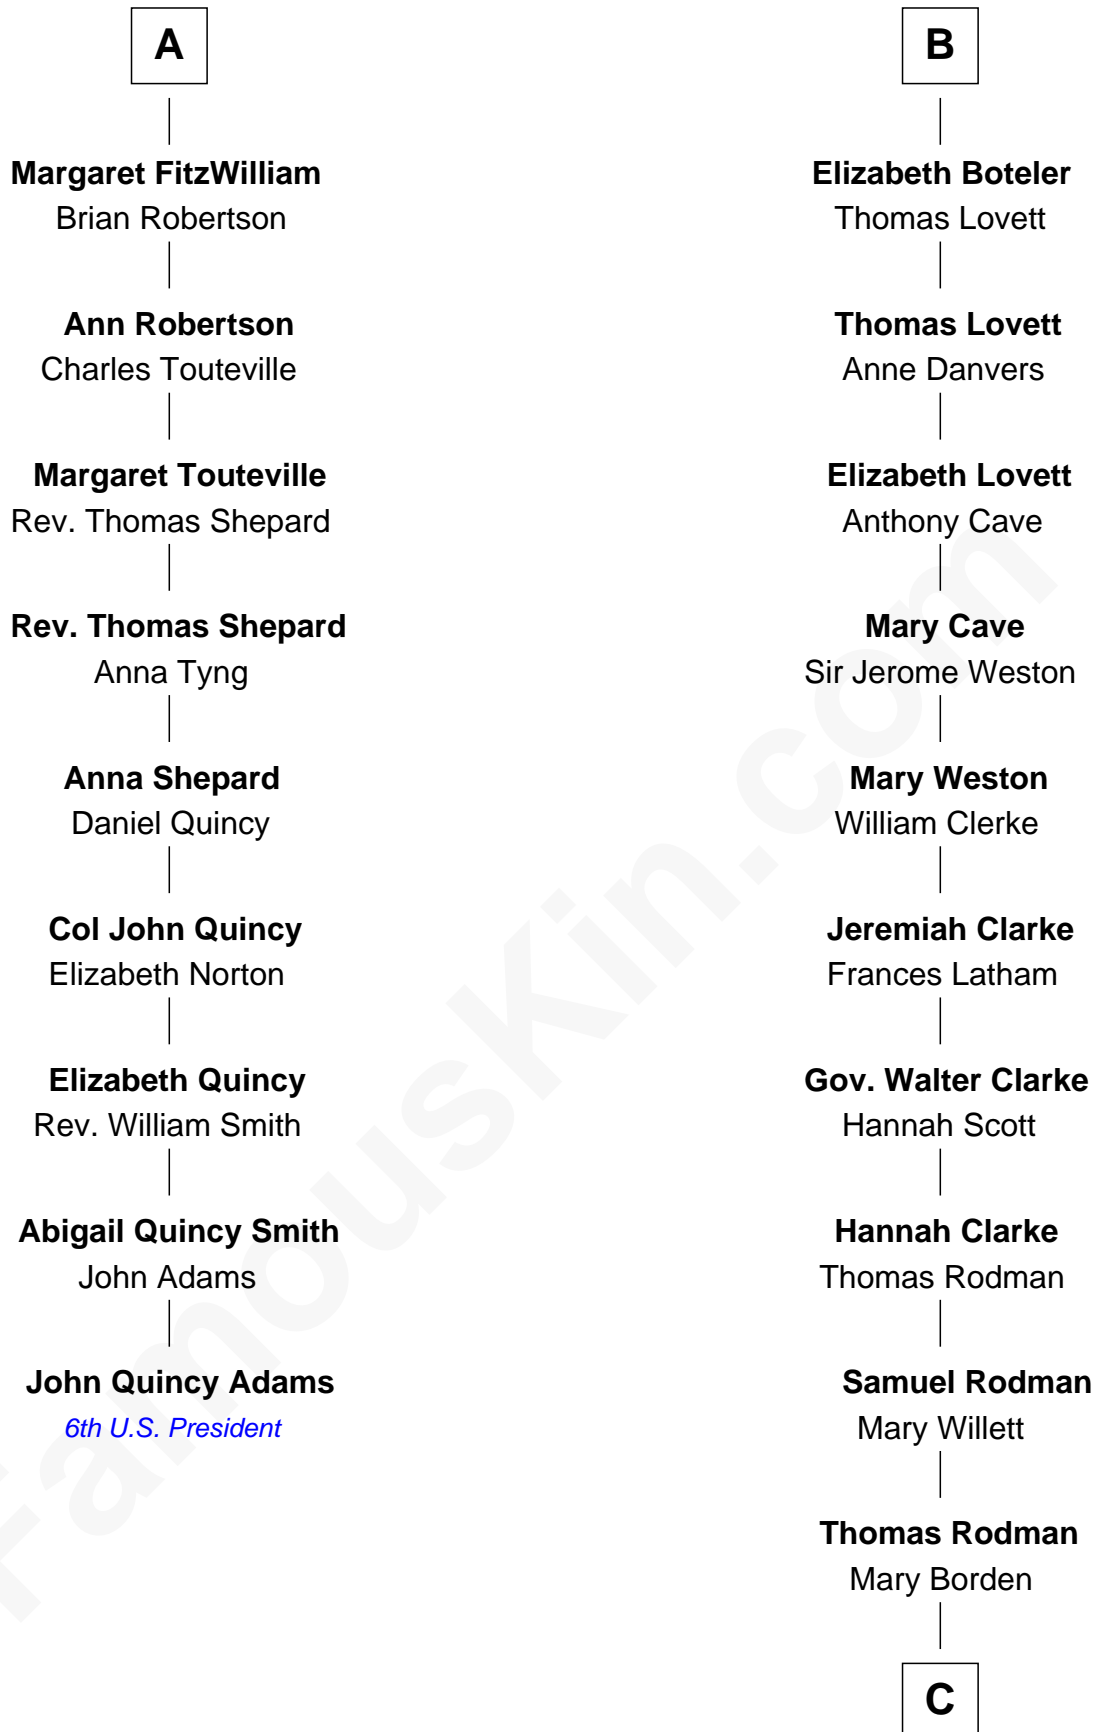 A
Margaret FitzWilliam
Brian Robertson
Ann Robertson
Charles Touteville
Margaret Touteville
Rev. Thomas Shepard
Rev. Thomas Shepard
Anna Tyng
Anna Shepard
Daniel Quincy
Col John Quincy
Elizabeth Norton
Elizabeth Quincy
Rev. William Smith
Abigail Quincy Smith
John Adams
John Quincy Adams
6th U.S. President
B
Elizabeth Boteler
Thomas Lovett
Thomas Lovett
Anne Danvers
Elizabeth Lovett
Anthony Cave
Mary Cave
Sir Jerome Weston
Mary Weston
William Clerke
Jeremiah Clarke
Frances Latham
Gov. Walter Clarke
Hannah Scott
Hannah Clarke
Thomas Rodman
Samuel Rodman
Mary Willett
Thomas Rodman
Mary Borden
C
FamousKin.com